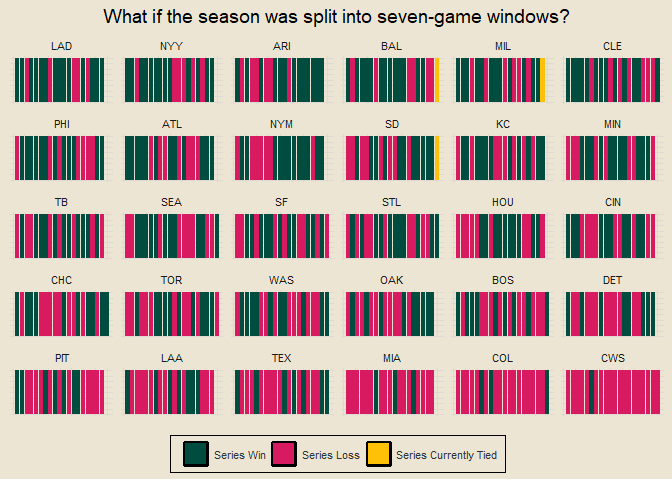 What if the season was split into seven-game windows?
LAD NYY ARI BAL MIL CLE
PHI ATL NYM SD KC MIN
TB SEA SF STL HOU CIN
CHC TOR WAS OAK BOS DET
PIT LAA TEX MIA COL CWS
Series Win Series Loss Series Currently Tied